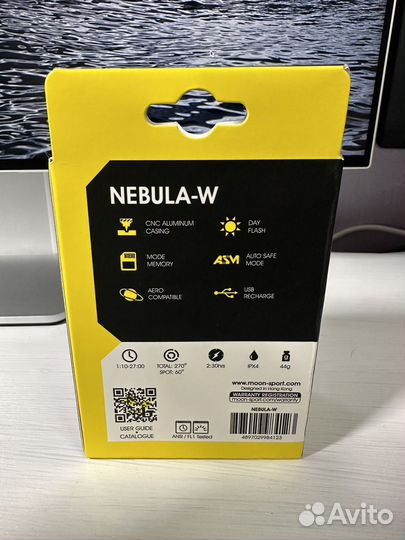 NEBULA-W
CNC ALUMINUM
CASING
DAY
FLASH
MODE
MEMORY
ASM
AUTO SAFE
MODE
AERO
COMPATIBLE
USB
RECHARGE
1:10-27:00
TOTAL: 270°
SPOT: 60°
2:30hrs
IPX4
44g
www.moon-sport.com
Designed in Hong Kong
WARRANTY REGISTRATION
moon-sport.com/warranty
NEBULA-W
4897029984123
USER GUIDE
+
CATALOGUE
ANSI / FL1 Tested
Avito